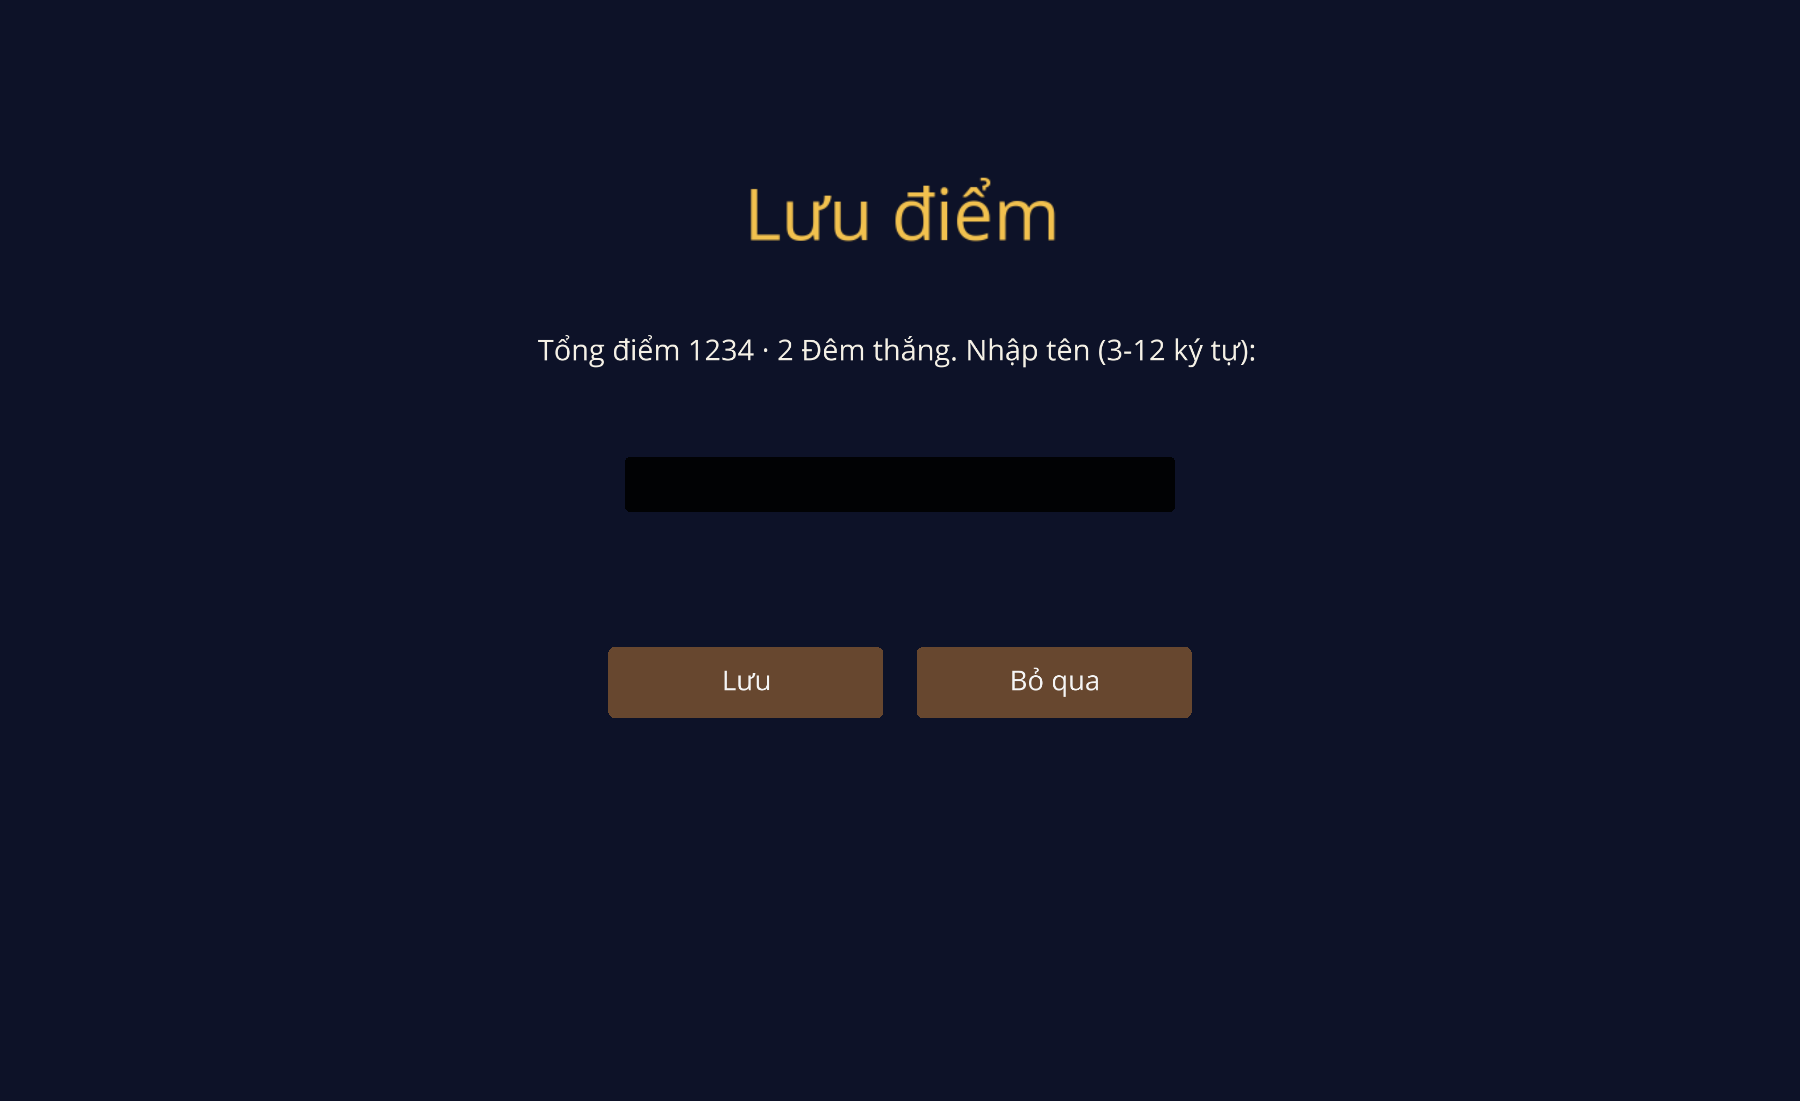 Lưu điểm
Tổng điểm 1234 · 2 Đêm thắng. Nhập tên (3-12 ký tự):
Lưu
Bỏ qua